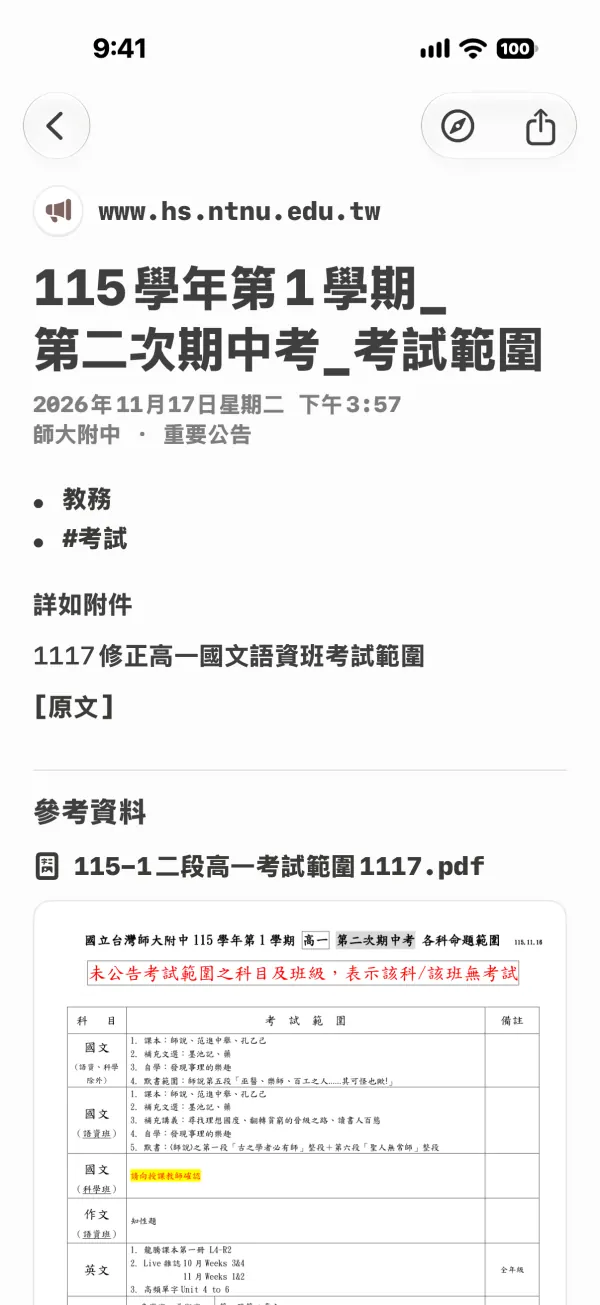 9:41
100
www.hs.ntnu.edu.tw
115學年第1學期_
第二次期中考_考試範圍
2026年11月17日星期二 下午3:57
師大附中 · 重要公告
• 教務
• #考試
詳如附件
1117修正高一國文語資班考試範圍
[原文]
參考資料
115-1二段高一考試範圍1117.pdf
國立台灣師大附中 115 學年第 1 學期 高一 第二次期中考 各科命題範圍 115.11.16
未公告考試範圍之科目及班級，表示該科/該班無考試
科 目 考 試 範 圍 備註
國文
(語資、科學
除外)
1. 課本：師說、范進中舉、孔乙己
2. 補充文選：墨池記、藥
3. 自學：發現事理的樂趣
4. 默書範圍：師說第五段「巫醫、樂師、百工之人……其可怪也歟!」
國文
(語資班)
1. 課本：師說、范進中舉、孔乙己
2. 補充文選：墨池記、藥
3. 補充講義：尋找理想國度、翻轉貧窮的晉級之路、讀書人百態
4. 自學：發現事理的樂趣
5. 默書：(師說)之第一段「古之學者必有師」整段＋第六段「聖人無常師」整段
國文
(科學班)
請向授課教師確認
作文
(語資班)
知性題
英文
1. 龍騰課本第一冊 L4-R2
2. Live 雜誌 10 月 Weeks 3&4
11 月 Weeks 1&2
3. 高頻單字 Unit 4 to 6
全年級